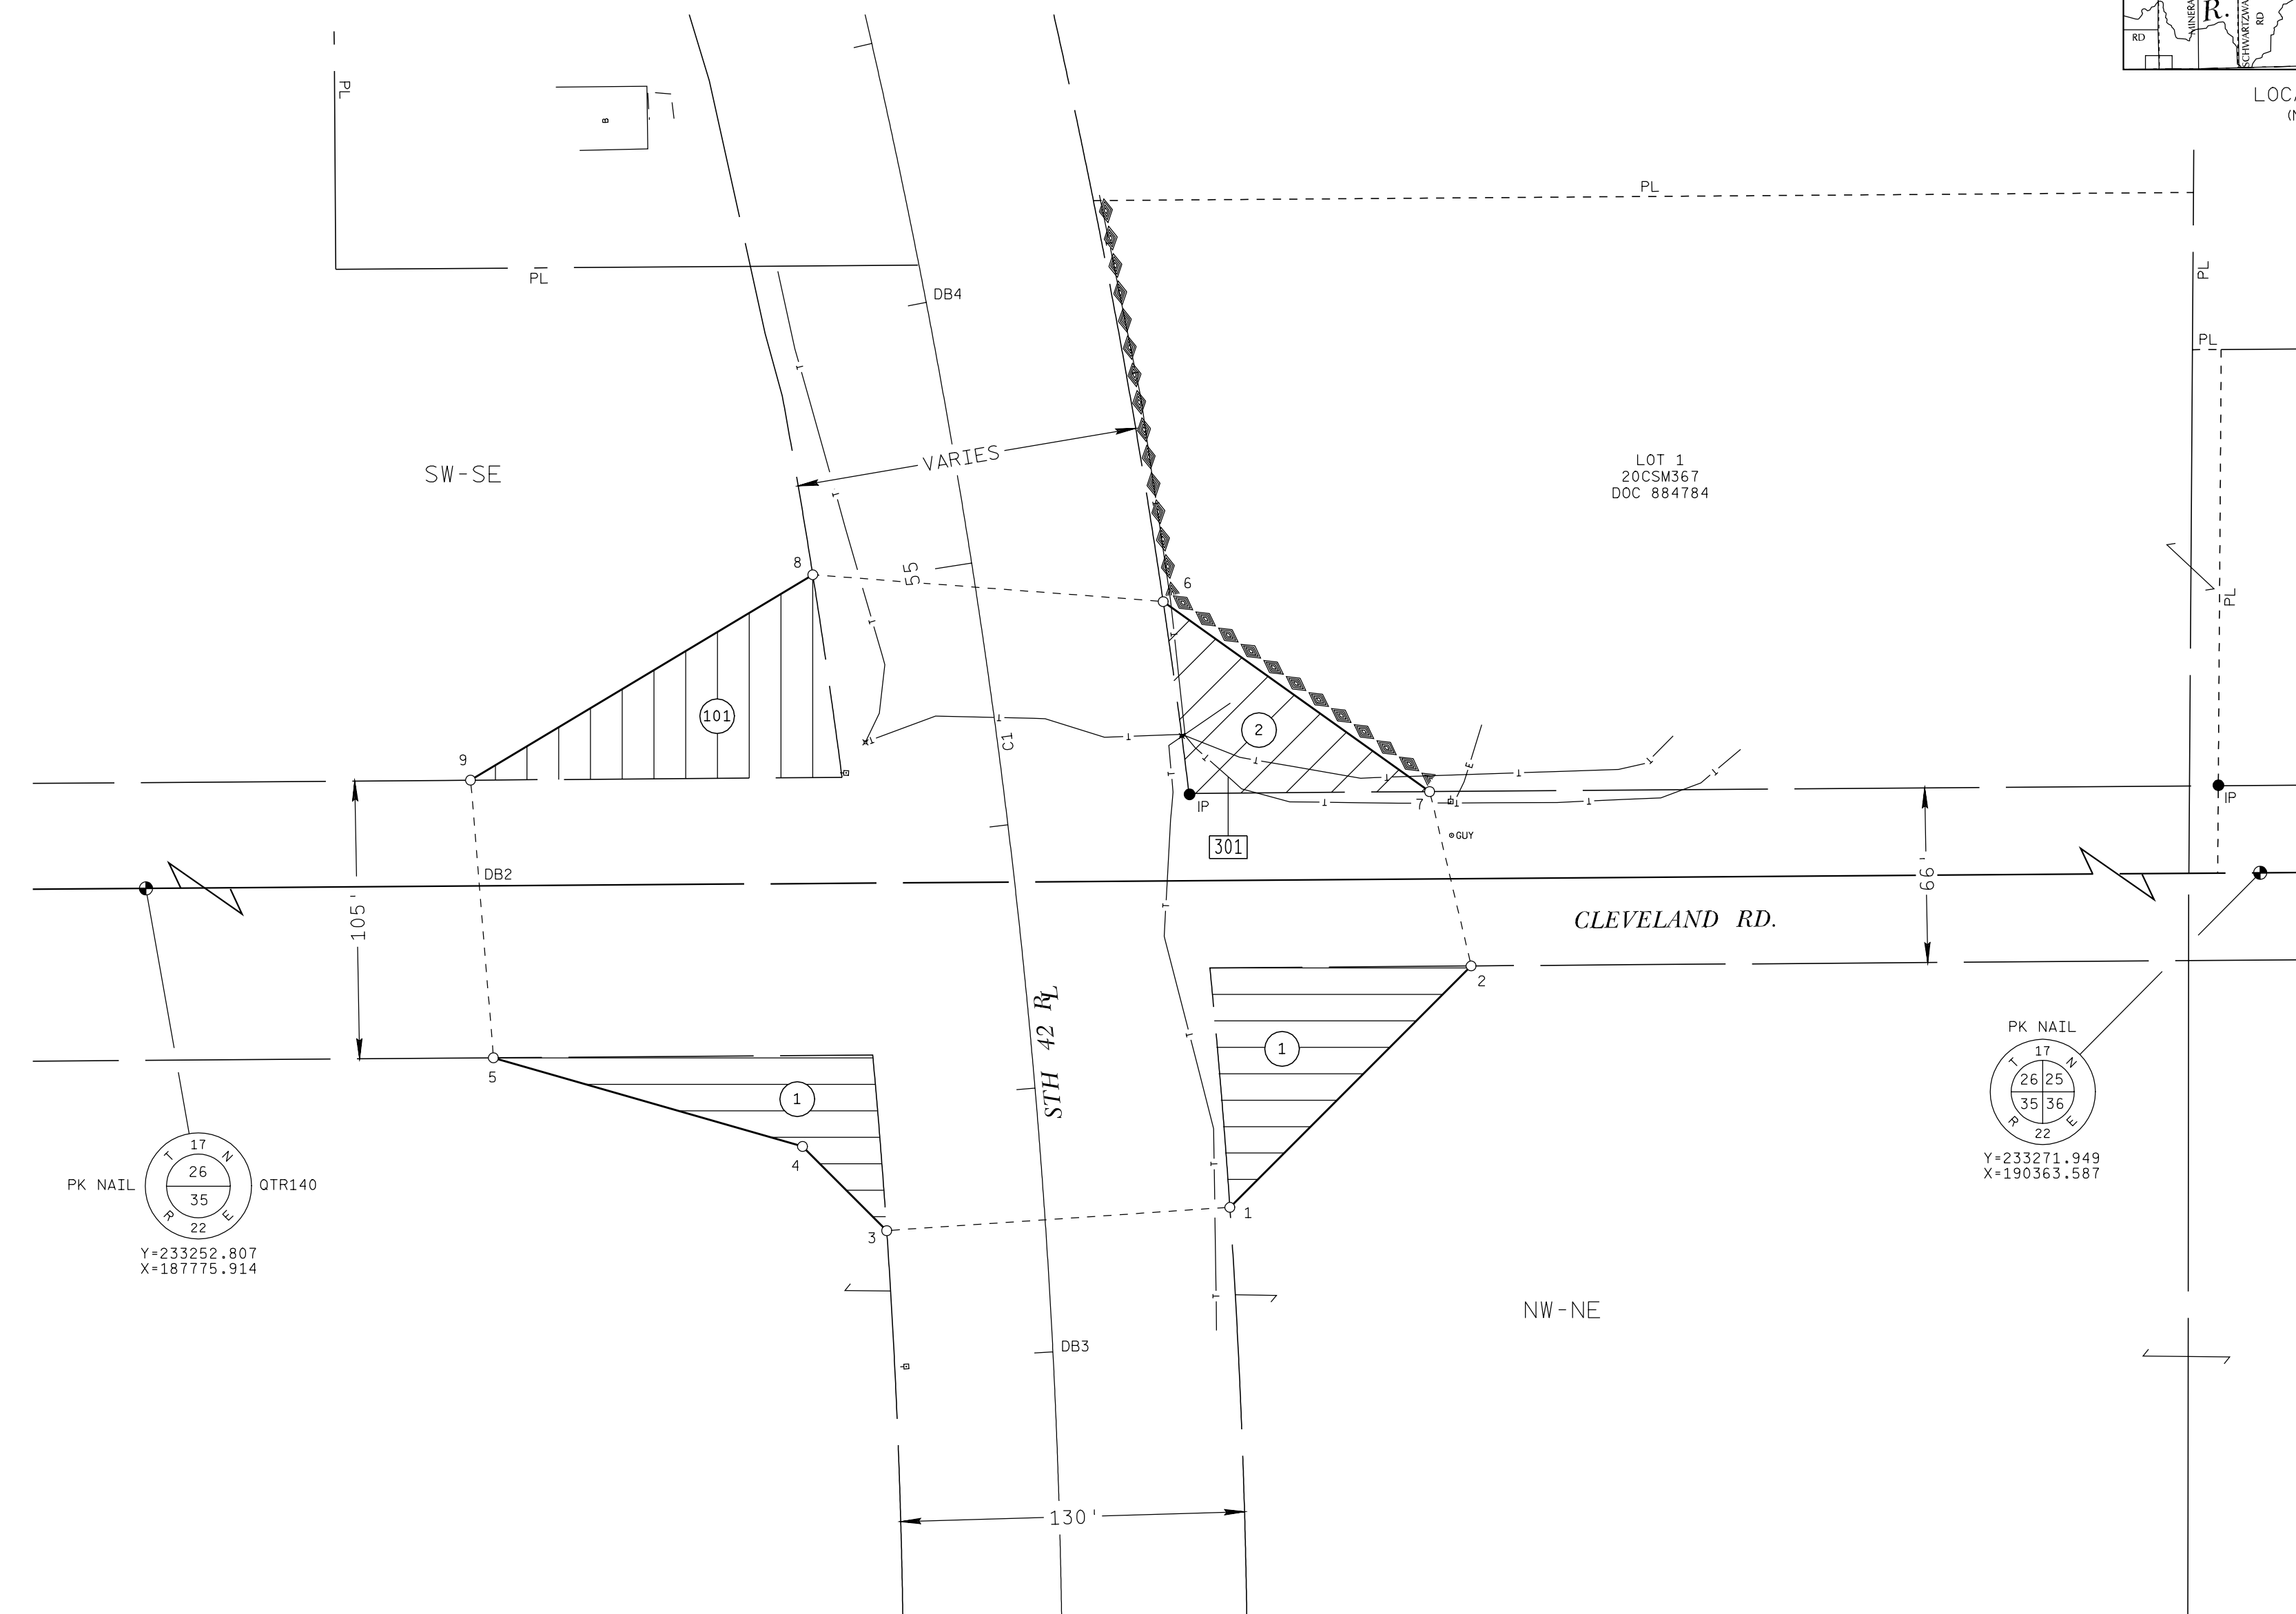 RD
MINERA
R.
SCHWARTZWA
RD
LOCA
(N
PL
B
PL
PL
PL
DB4
PL
VARIES
SW-SE
LOT 1
20CSM367
DOC 884784
8
55
6
PL
101
2
C1
9
T
T
T
T
T
T
T
T
T
T
T
T
T
T
E
7
IP
IP
301
GUY
DB2
105'
66'
CLEVELAND RD.
2
STH 42 RL
PK NAIL
17
T N
26 25
35 36
R E
22
Y=233271.949
X=190363.587
1
5
1
4
17
T N
26
PK NAIL
QTR140
35
R E
22
Y=233252.807
X=187775.914
3
1
T
T
T
T
NW-NE
DB3
130'